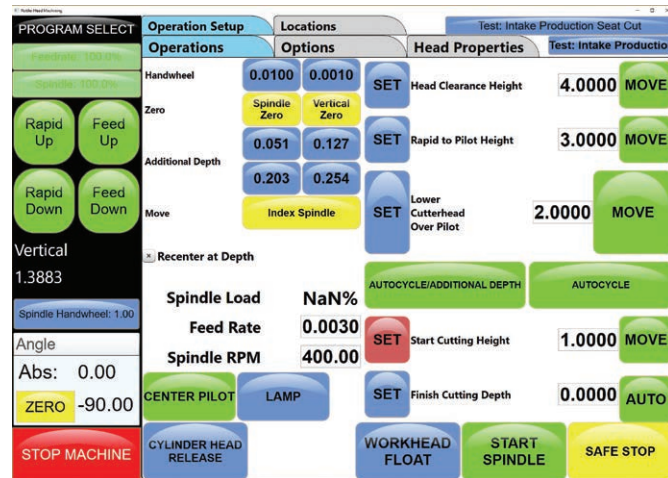 Rottler Head Machining
PROGRAM SELECT
Operation Setup
Locations
Test: Intake Production Seat Cut
Operations
Options
Head Properties
Test: Intake Productio
Feedrate: 100.0%
Spindle: 100.0%
Rapid Up
Feed Up
Rapid Down
Feed Down
Vertical
1.3883
Spindle Handwheel: 1.00
Angle
Abs: 0.00
ZERO -90.00
STOP MACHINE
Handwheel
0.0100 0.0010
Zero
Spindle Zero
Vertical Zero
Additional Depth
0.051 0.127
0.203 0.254
Move
Index Spindle
Recenter at Depth
Spindle Load NaN%
Feed Rate 0.0030
Spindle RPM 400.00
CENTER PILOT
LAMP
CYLINDER HEAD
RELEASE
SET Head Clearance Height 4.0000 MOVE
SET Rapid to Pilot Height 3.0000 MOVE
SET Lower
Cutterhead
Over Pilot
2.0000 MOVE
AUTOCYCLE/ADDITIONAL DEPTH
AUTOCYCLE
SET Start Cutting Height 1.0000 MOVE
SET Finish Cutting Depth 0.0000 AUTO
WORKHEAD
FLOAT
START
SPINDLE
SAFE STOP